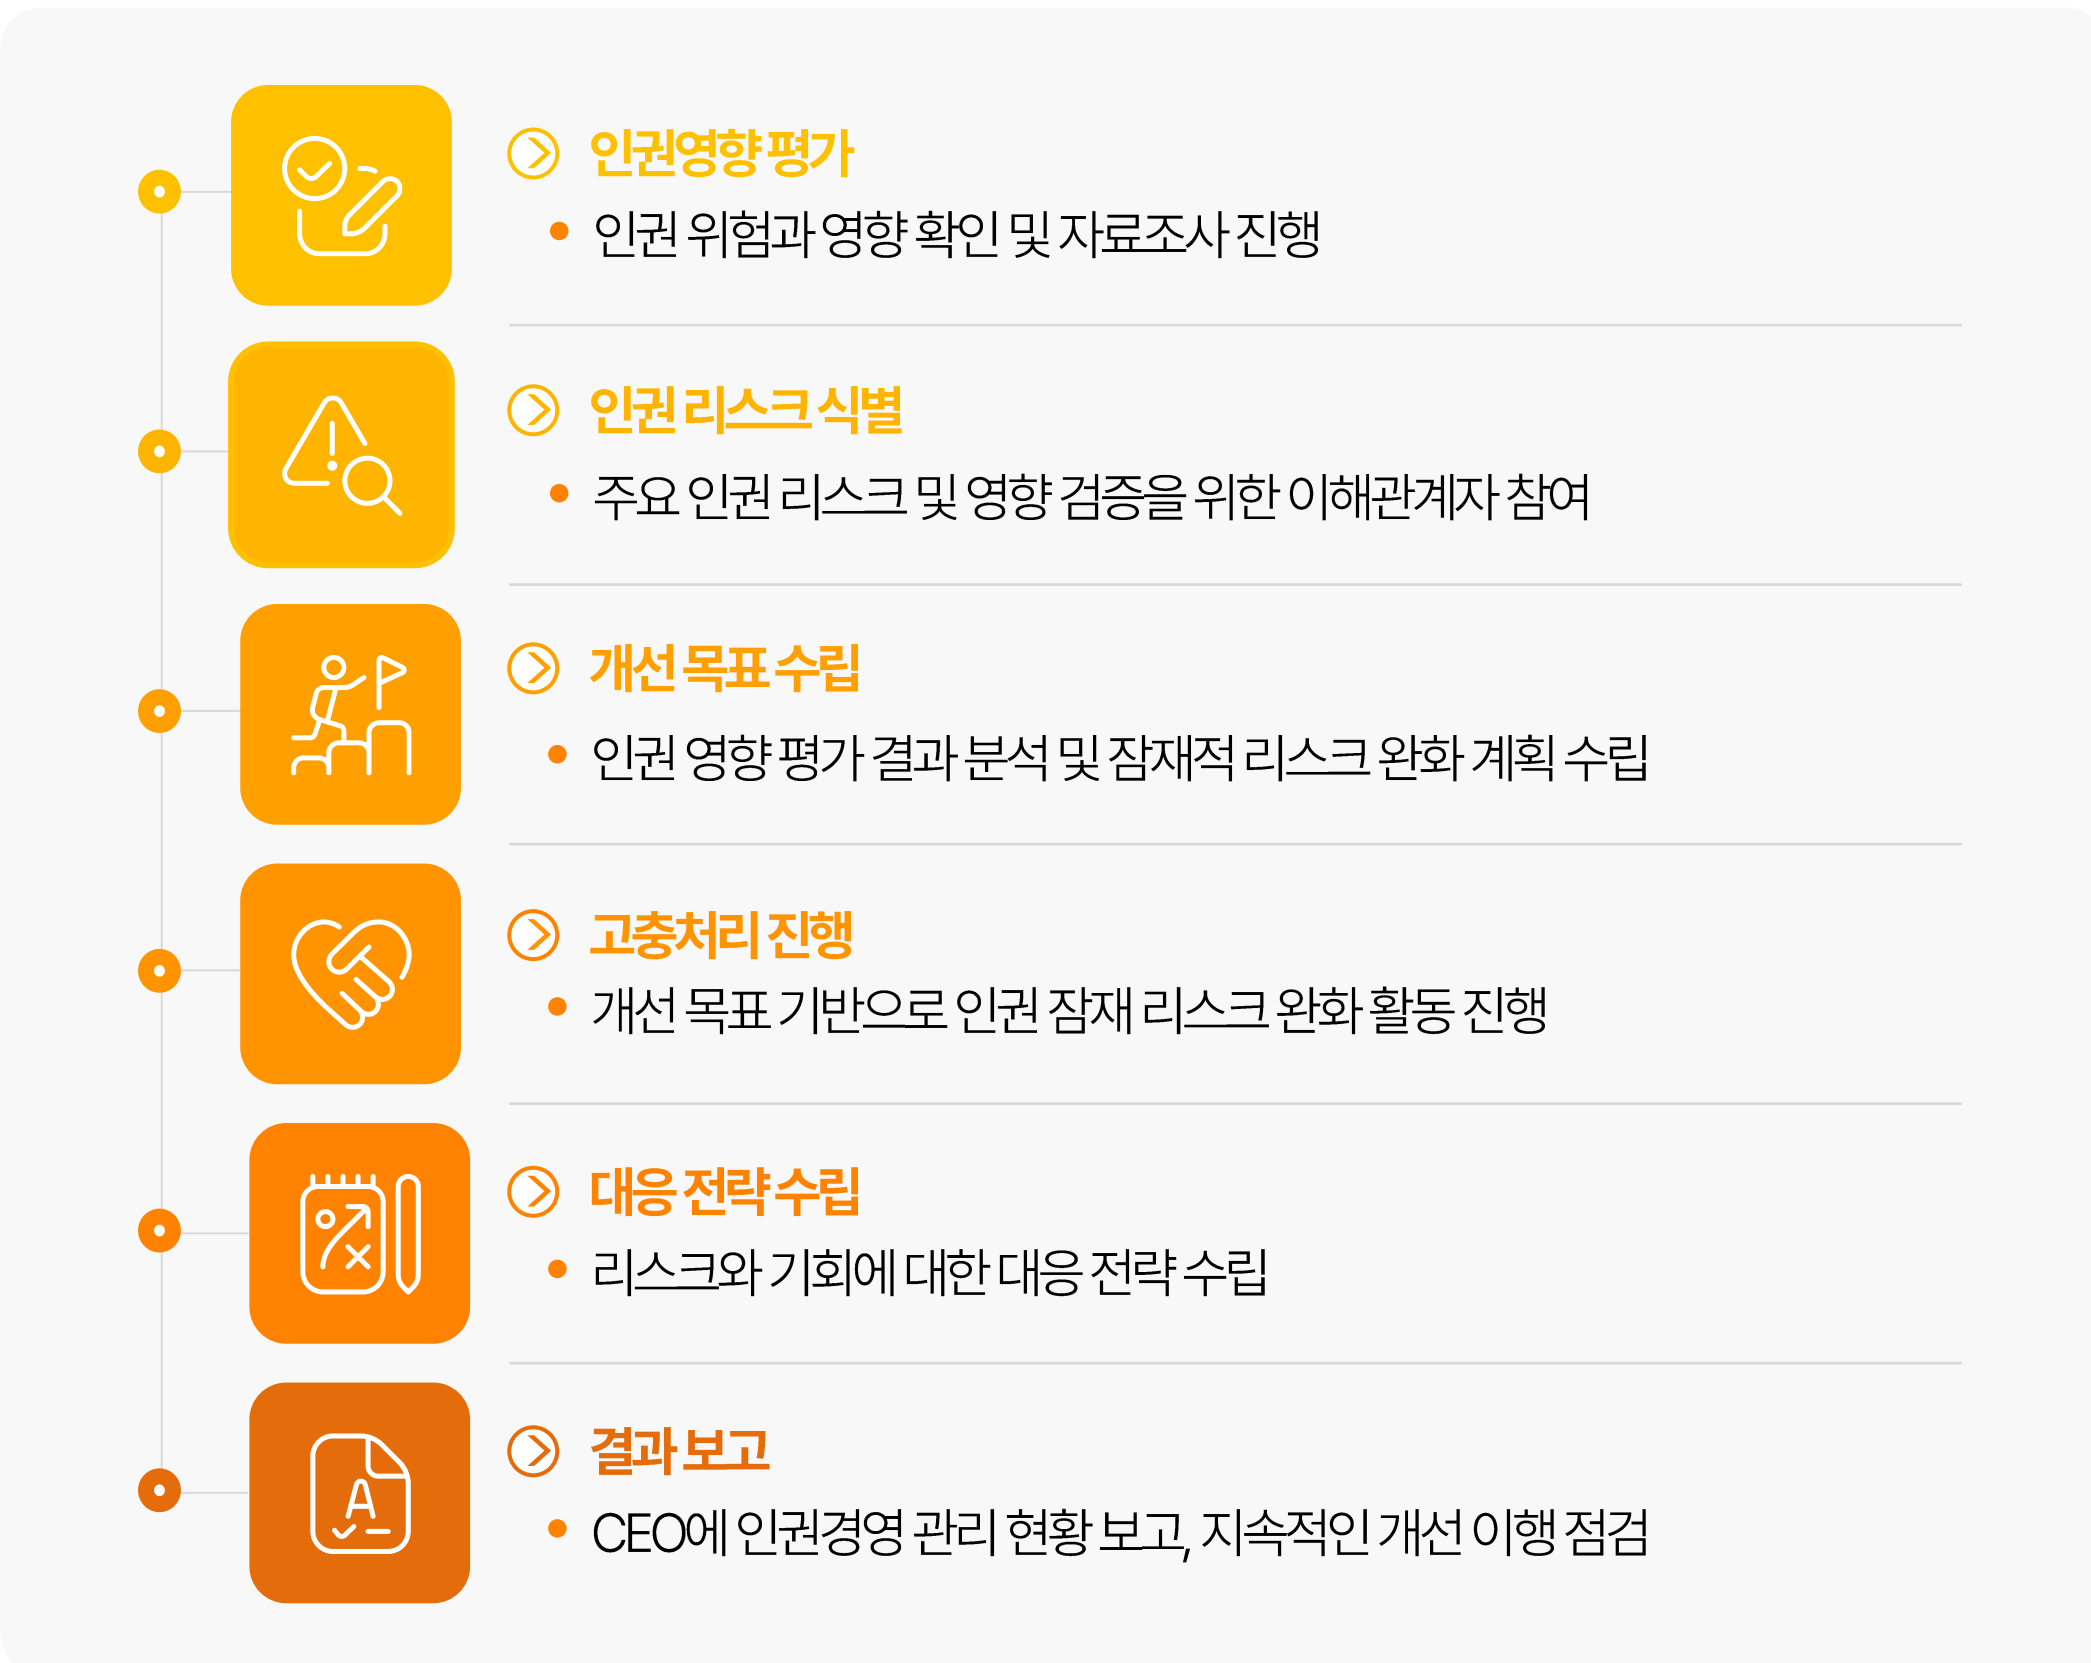 인권영향 평가
인권 위험과 영향 확인 및 자료조사 진행
인권 리스크 식별
주요 인권 리스크 및 영향 검증을 위한 이해관계자 참여
개선 목표 수립
인권 영향 평가 결과 분석 및 잠재적 리스크 완화 계획 수립
고충처리 진행
개선 목표 기반으로 인권 잠재 리스크 완화 활동 진행
대응 전략 수립
리스크와 기회에 대한 대응 전략 수립
결과 보고
CEO에 인권경영 관리 현황 보고, 지속적인 개선 이행 점검
A